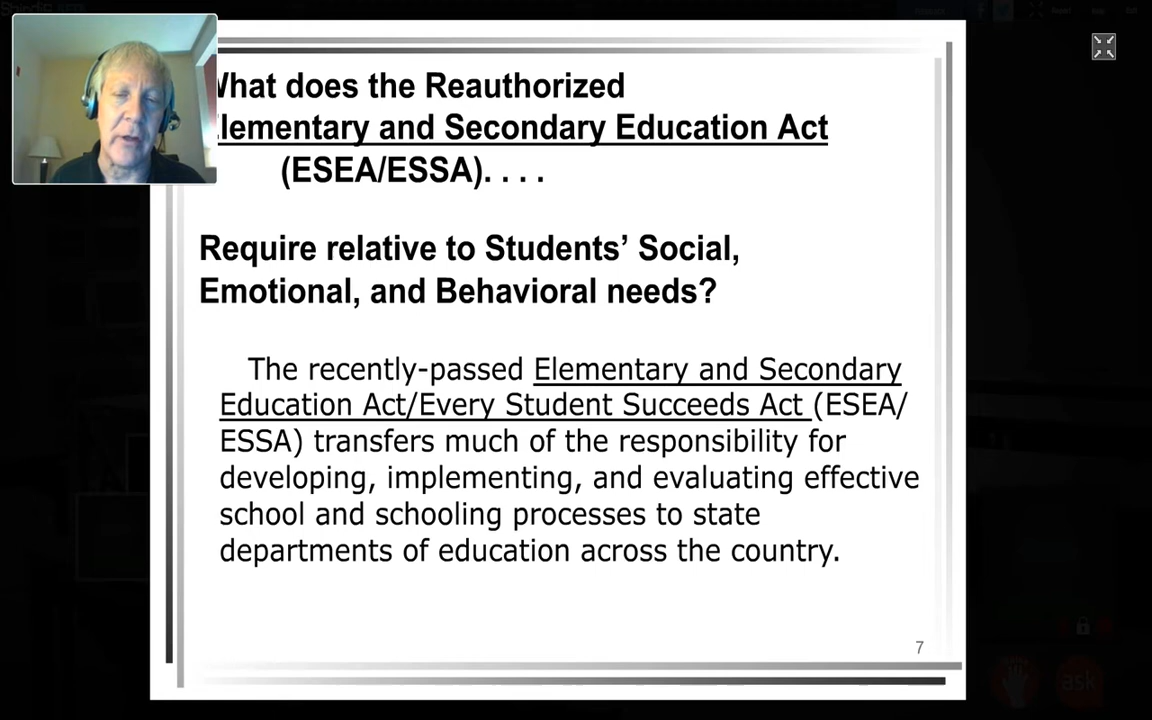 What does the Reauthorized
Elementary and Secondary Education Act
(ESEA/ESSA). . . .
Require relative to Students’ Social,
Emotional, and Behavioral needs?
The recently-passed Elementary and Secondary
Education Act/Every Student Succeeds Act (ESEA/
ESSA) transfers much of the responsibility for
developing, implementing, and evaluating effective
school and schooling processes to state
departments of education across the country.
7
ask